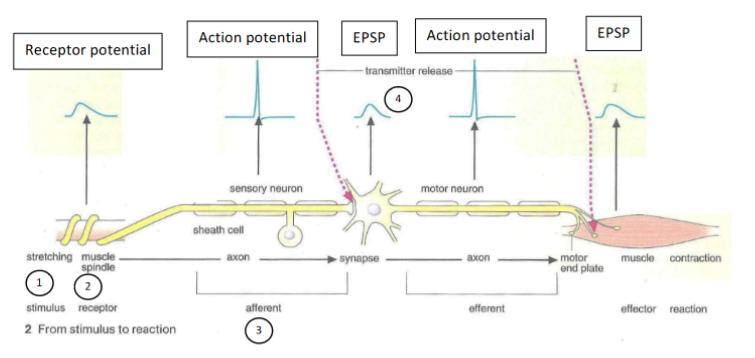 Receptor potential
Action potential
EPSP
Action potential
EPSP
transmitter release
4
1
sensory neuron
motor neuron
sheath cell
stretching
muscle
spindle
axon
synapse
axon
motor
end plate
muscle
contraction
1
2
stimulus
receptor
afferent
efferent
effector
reaction
2 From stimulus to reaction
3